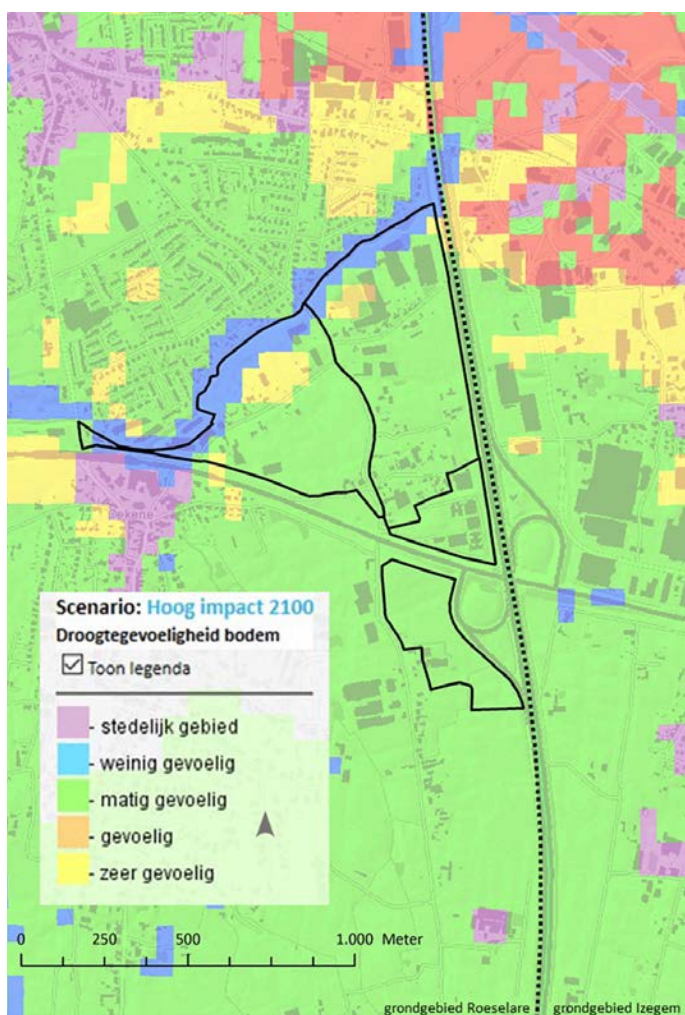 Bekene
Scenario: Hoog impact 2100
Droogtegevoeligheid bodem
Toon legenda
- stedelijk gebied
- weinig gevoelig
- matig gevoelig
- gevoelig
- zeer gevoelig
0 250 500 1.000 Meter
grondgebied Roeselare grondgebied Izegem